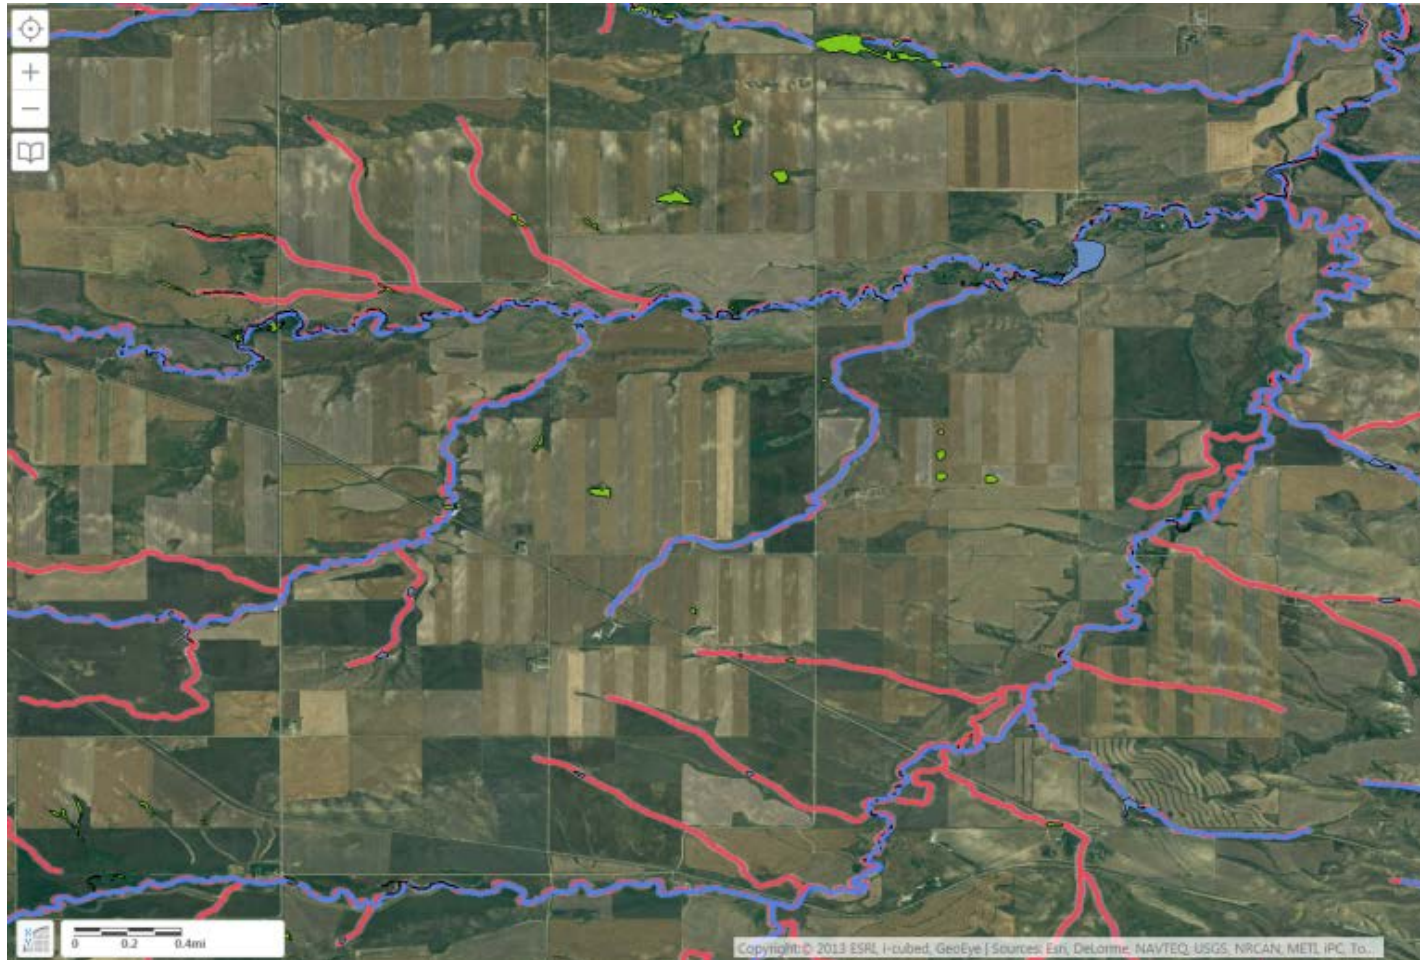 +
−
0 0.2 0.4mi
Copyright:© 2013 ESRI, i-cubed, GeoEye | Sources: Esri, DeLorme, NAVTEQ, USGS, NRCAN, METI, iPC, To...